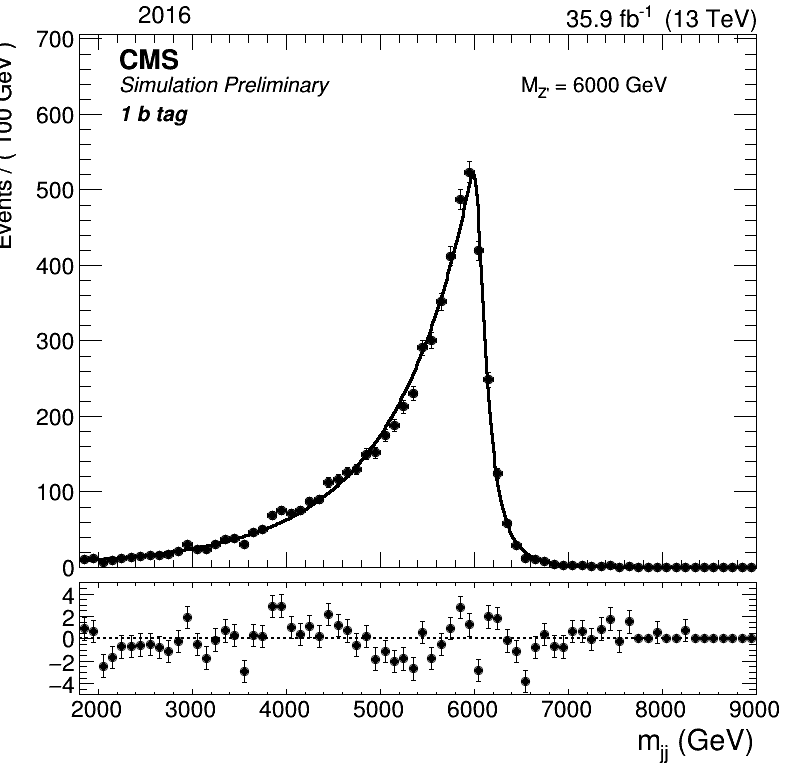 2016 35.9 fb⁻¹ (13 TeV)
CMS
Simulation Preliminary
M_Z' = 6000 GeV
1 b tag
Events / ( 100 GeV )
700
600
500
400
300
200
100
0
4
2
0
−2
−4
2000 3000 4000 5000 6000 7000 8000 9000
m_jj (GeV)